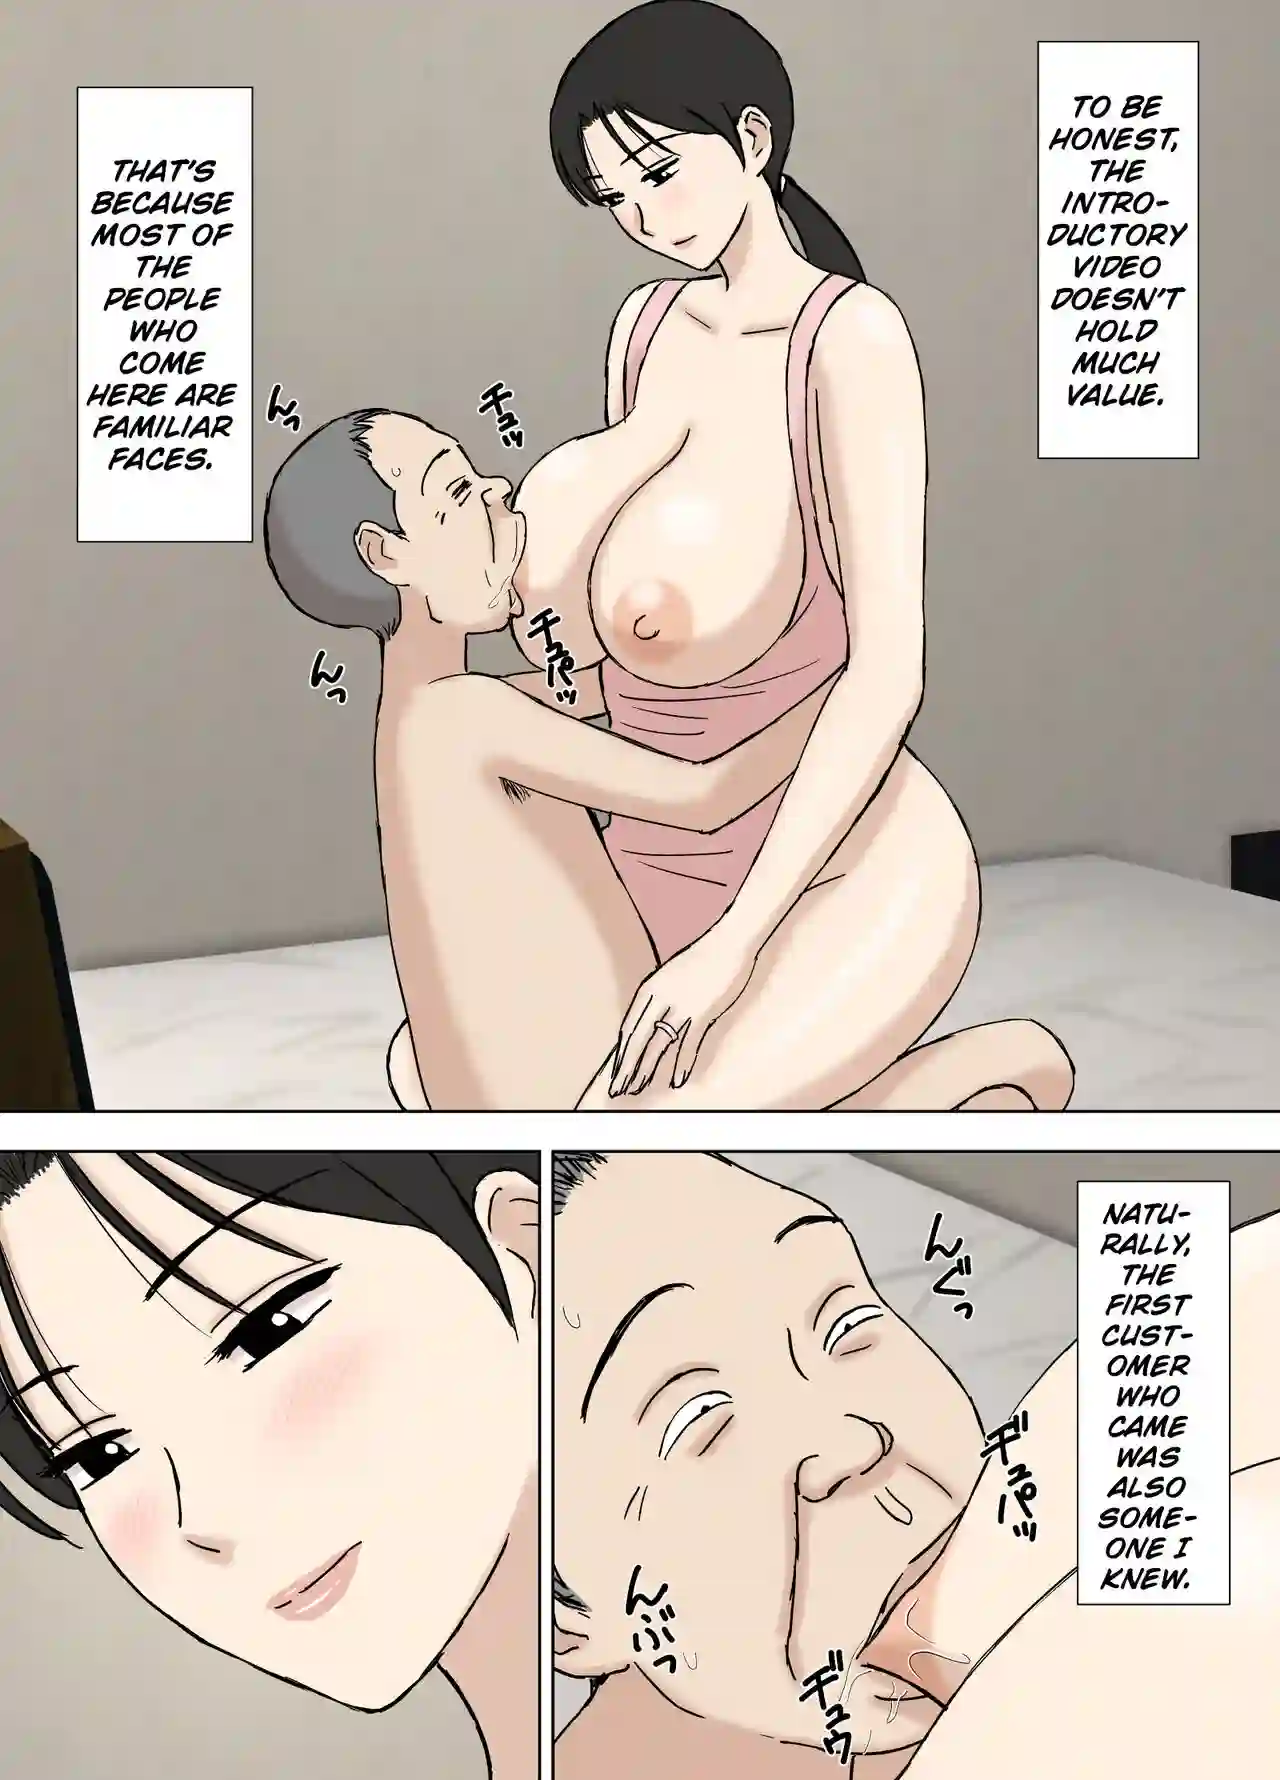 TO BE
HONEST,
THE
INTRO-
DUCTORY
VIDEO
DOESN'T
HOLD
MUCH
VALUE.
THAT'S
BECAUSE
MOST OF
THE
PEOPLE
WHO
COME
HERE ARE
FAMILIAR
FACES.
チュッ
んっ
チュパッ
んっ
NATU-
RALLY,
THE
FIRST
CUST-
OMER
WHO
CAME
WAS
ALSO
SOME-
ONE I
KNEW.
んぐっ
ヂュパッ
んぶっ
ヂュウ